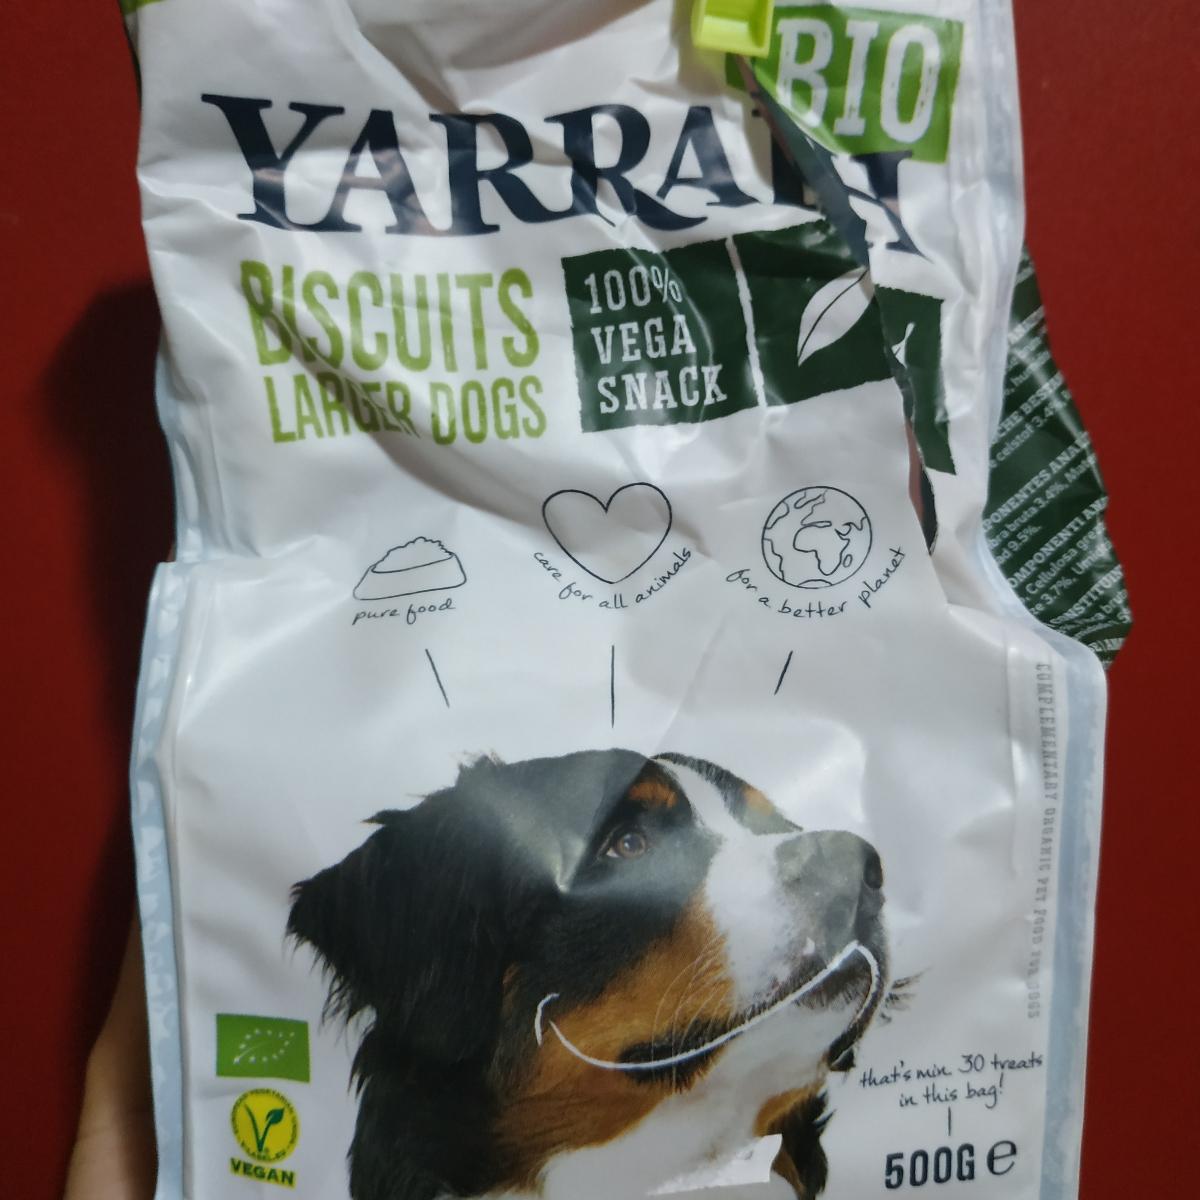 BIO
YARRAH
BISCUITS
LARGER DOGS
100%
VEGA
SNACK
pure food
care for all animals
for a better planet
COMPLEMENTARY ORGANIC PET FOOD FOR DOGS
that's min. 30 treats
in this bag!
500G e
VEGAN